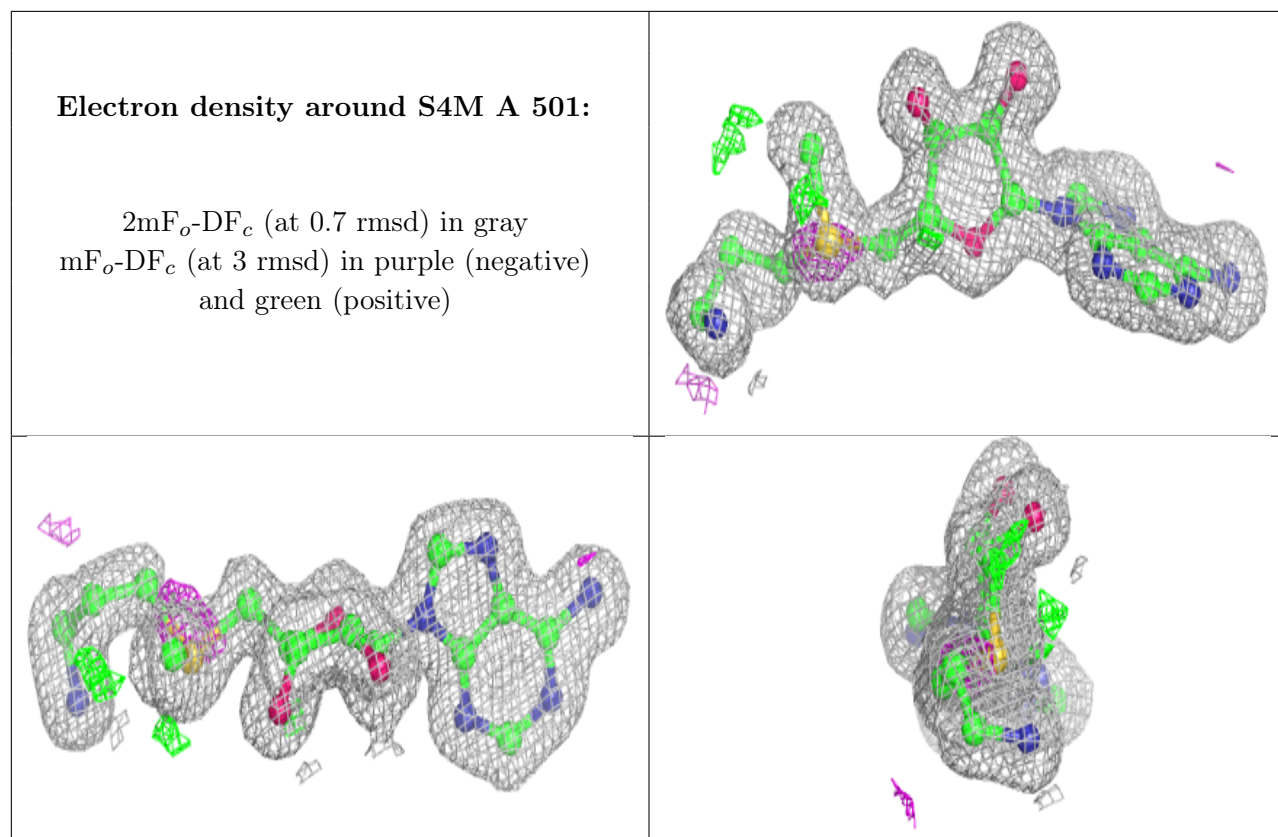 Electron density around S4M A 501:
2mFo-DFc (at 0.7 rmsd) in gray
mFo-DFc (at 3 rmsd) in purple (negative)
and green (positive)